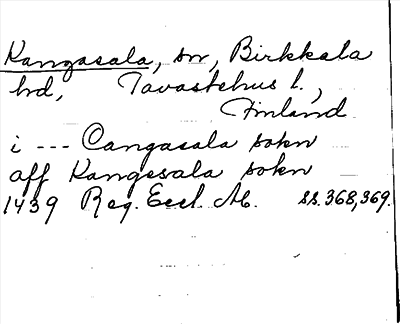 Kangasala, sn, Birkkala
hd, Tavastehus l.,
Finland
i --- Cangasala sokn
aff Kangesala sokn
1439 Reg. Eccl. Ab. ss. 368, 369.